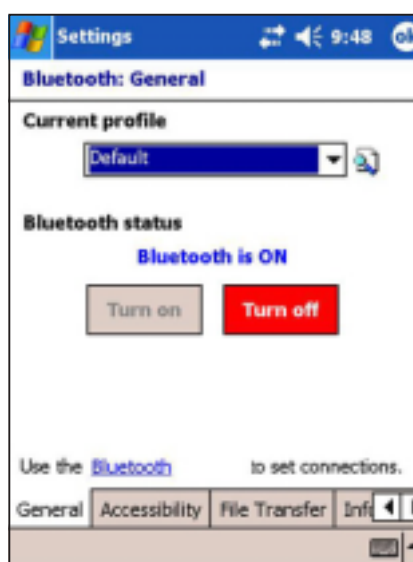 Settings 9:48 ok
Bluetooth: General
Current profile
Default
Bluetooth status
Bluetooth is ON
Turn on Turn off
Use the Bluetooth to set connections.
General Accessibility File Transfer